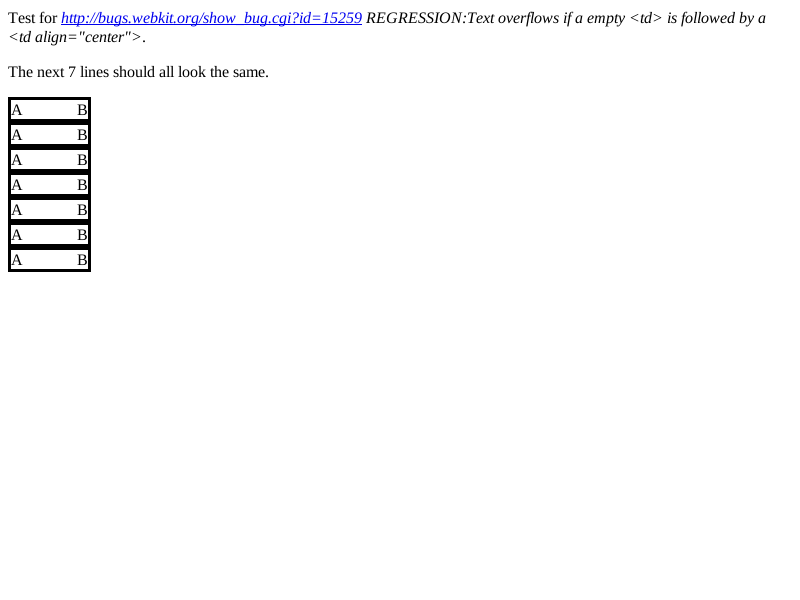 Test for http://bugs.webkit.org/show_bug.cgi?id=15259 REGRESSION:Text overflows if a empty <td> is followed by a
<td align="center">.
The next 7 lines should all look the same.
A B
A B
A B
A B
A B
A B
A B